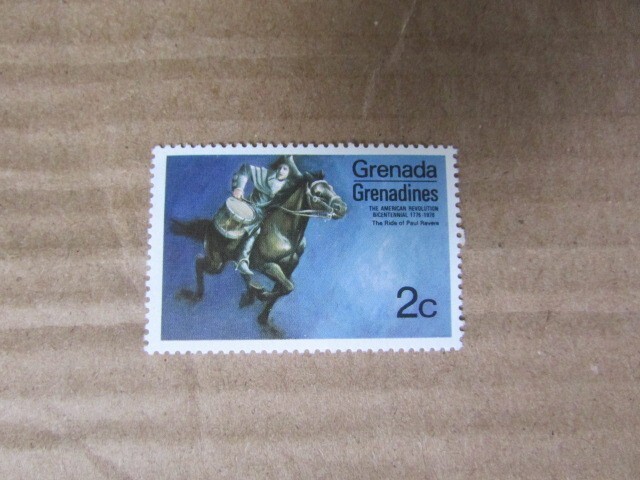 Grenada
Grenadines
THE AMERICAN REVOLUTION
BICENTENNIAL 1776-1976
The Ride of Paul Revere
2c